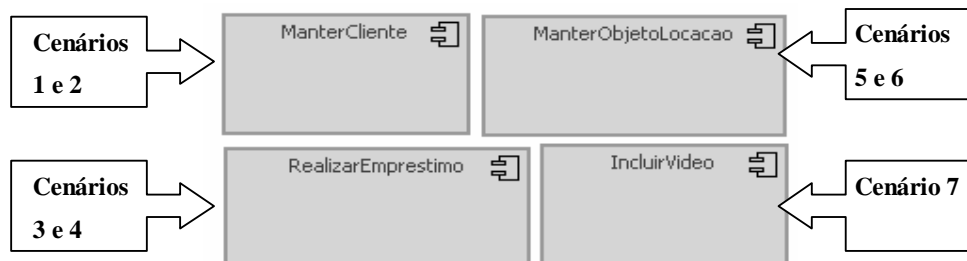 Cenários
1 e 2
ManterCliente
ManterObjetoLocacao
Cenários
5 e 6
Cenários
3 e 4
RealizarEmprestimo
IncluirVideo
Cenário 7